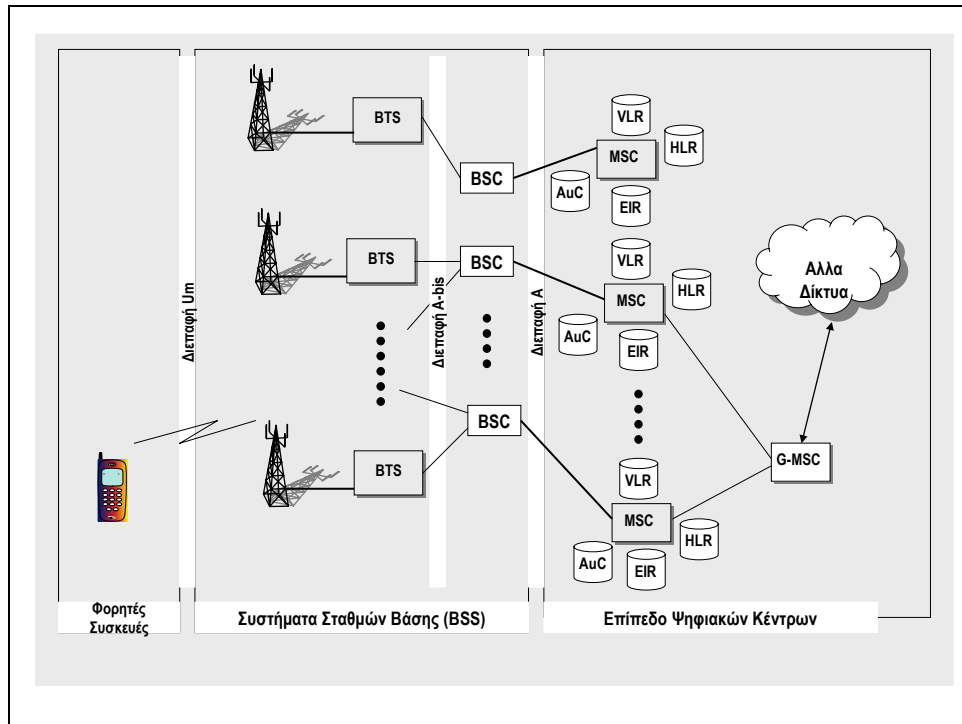 VLR
BTS
MSC
HLR
BSC
AuC
EIR
VLR
BTS
BSC
Αλλα
Δίκτυα
MSC
HLR
AuC
EIR
Διεπαφή Um
Διεπαφή A-bis
Διεπαφή A
BSC
G-MSC
BTS
VLR
MSC
HLR
AuC
EIR
Φορητές
Συσκευές
Συστήματα Σταθμών Βάσης (BSS)
Επίπεδο Ψηφιακών Κέντρων